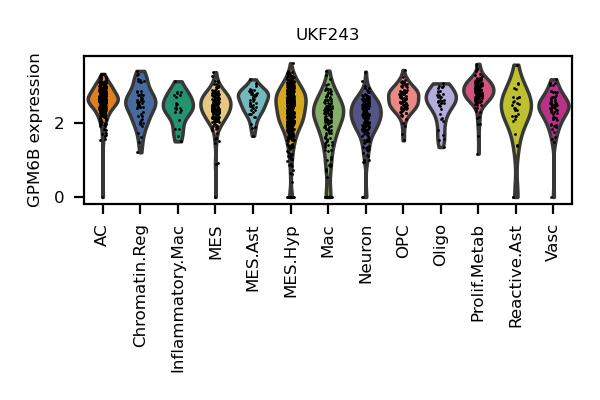 UKF243
GPM6B expression
2
0
AC
Chromatin.Reg
Inflammatory.Mac
MES
MES.Ast
MES.Hyp
Mac
Neuron
OPC
Oligo
Prolif.Metab
Reactive.Ast
Vasc